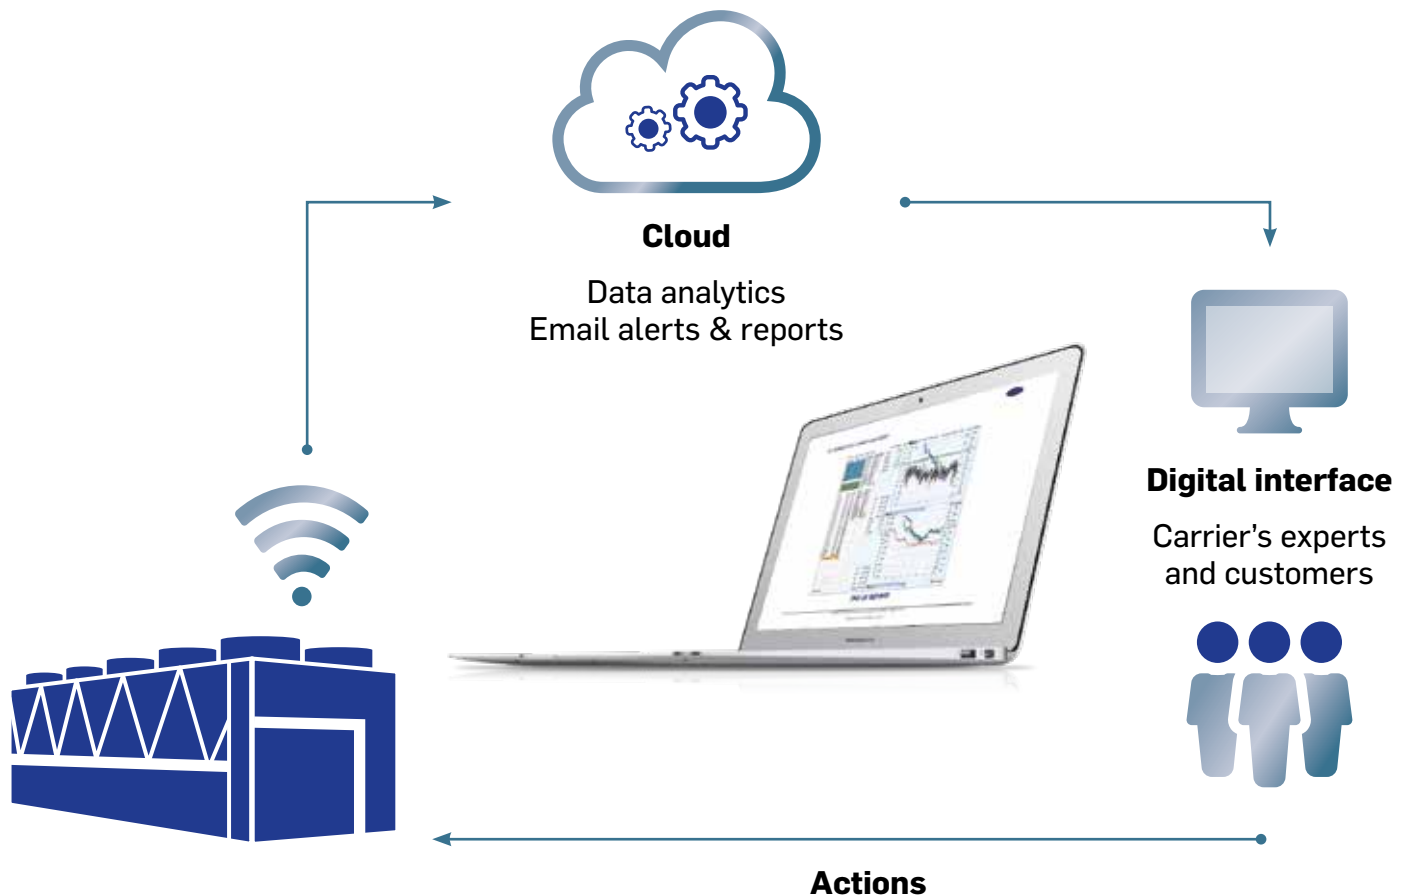 Cloud
Data analytics
Email alerts & reports
Digital interface
Carrier’s experts
and customers
Actions